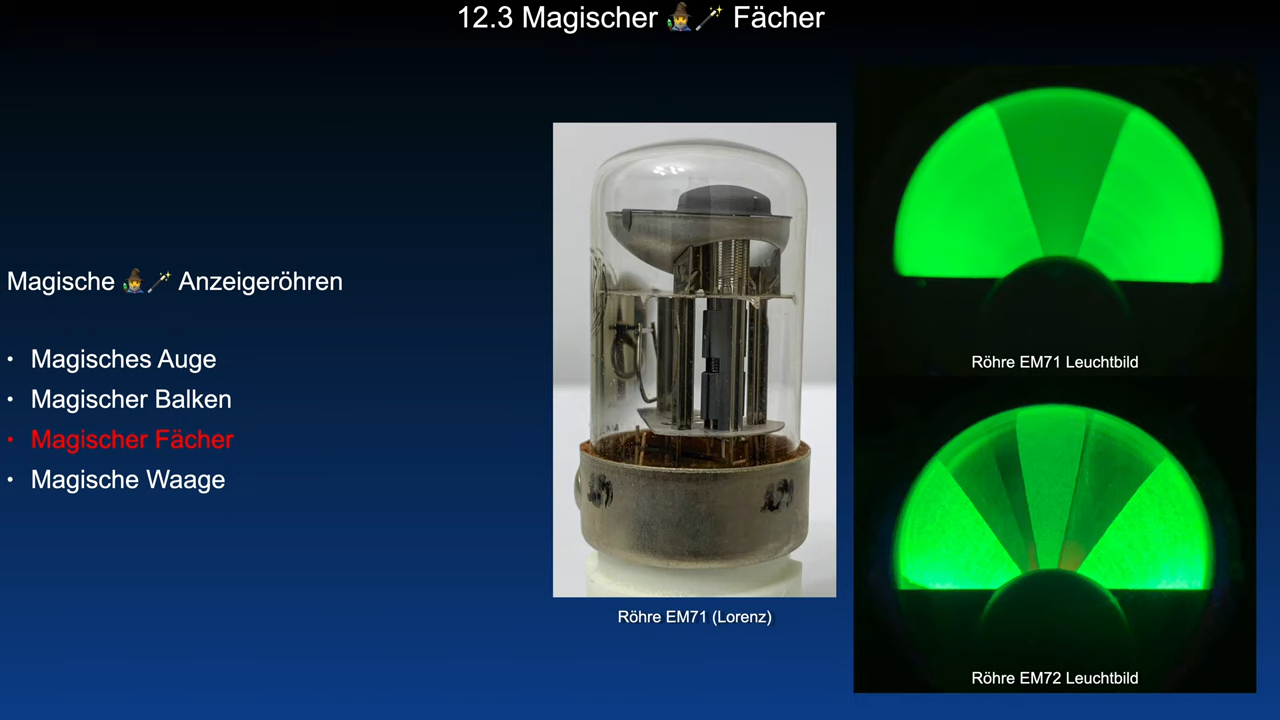 12.3 Magischer 🧙‍♂️🪄 Fächer
Magische 🧙‍♂️🪄 Anzeigeröhren
• Magisches Auge
• Magischer Balken
• Magischer Fächer
• Magische Waage
Röhre EM71 (Lorenz)
Röhre EM71 Leuchtbild
Röhre EM72 Leuchtbild